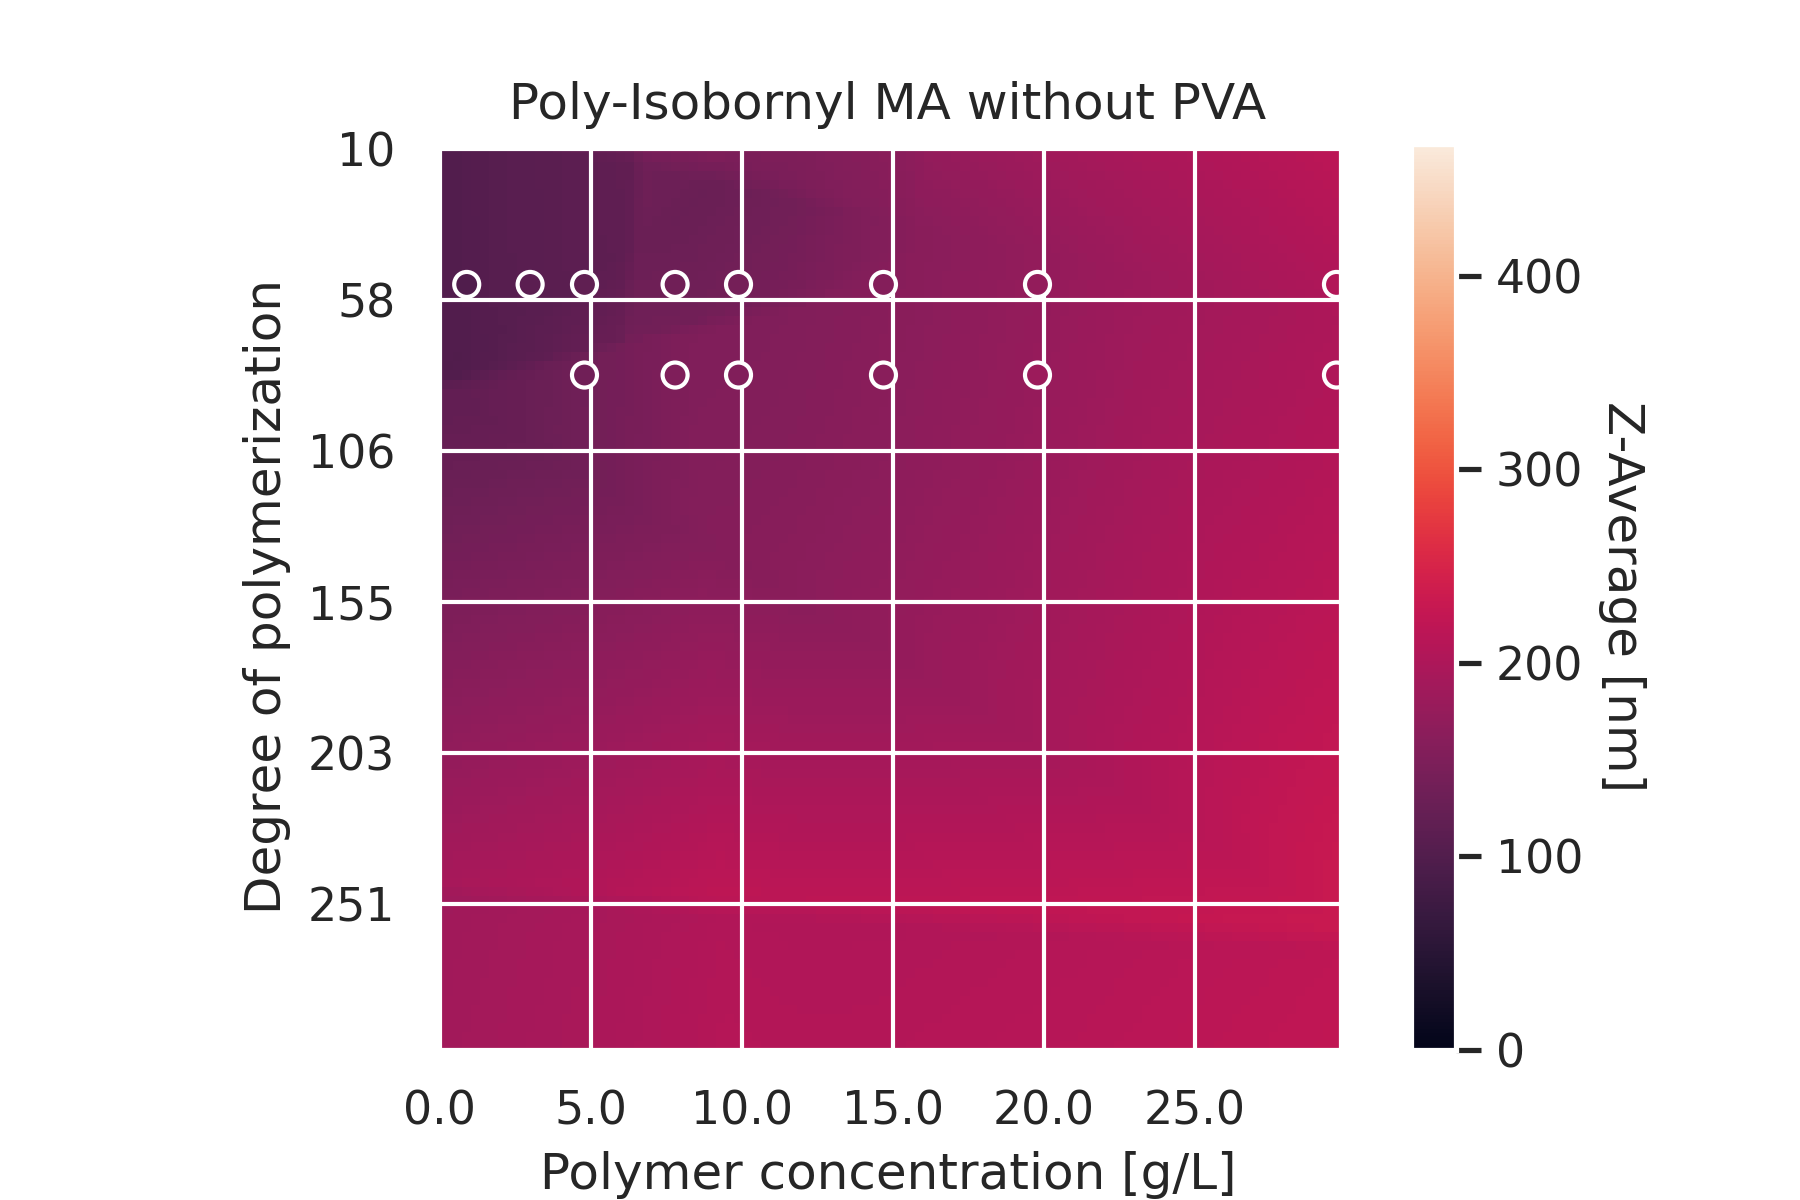 Poly-Isobornyl MA without PVA
10
58
106
155
203
251
Degree of polymerization
0.0 5.0 10.0 15.0 20.0 25.0
Polymer concentration [g/L]
400
300
200
100
0
Z-Average [nm]